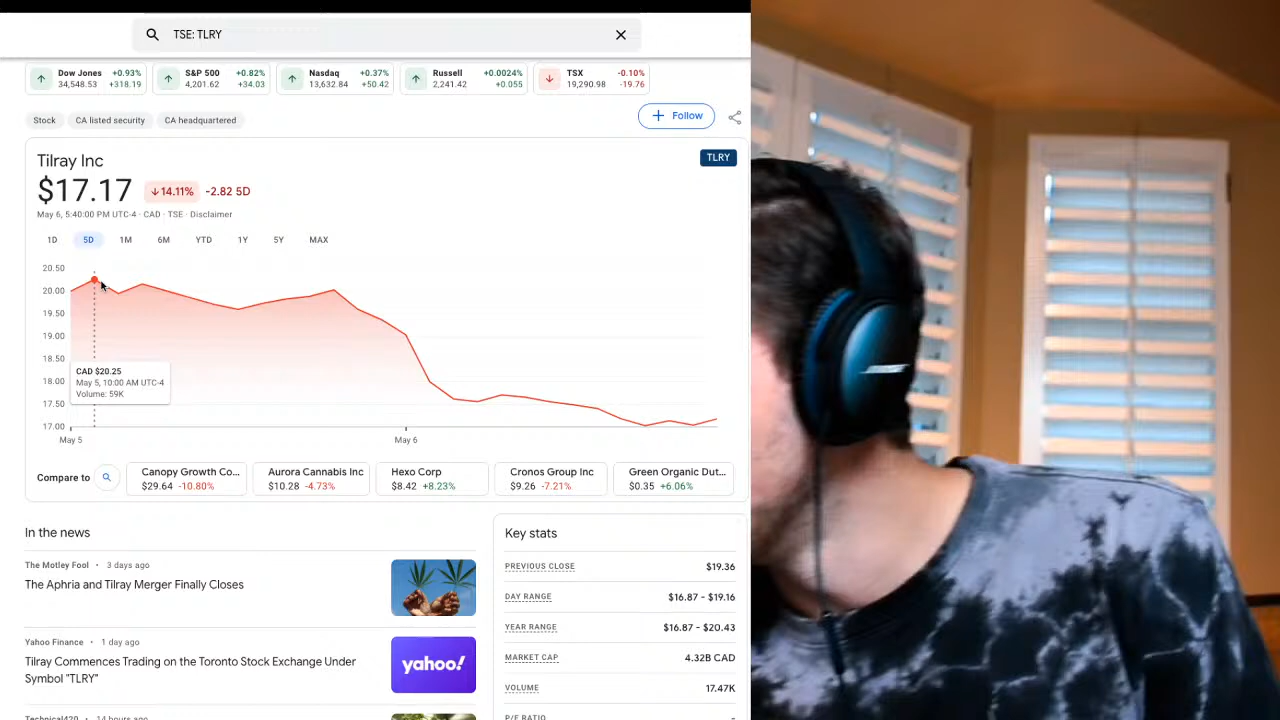 TSE: TLRY
Dow Jones +0.93%
34,548.53 +318.19
S&P 500 +0.82%
4,201.62 +34.03
Nasdaq +0.37%
13,632.84 +50.42
Russell +0.0024%
2,241.42 +0.055
TSX -0.10%
19,290.98 -19.76
Stock
CA listed security
CA headquartered
Follow
Tilray Inc
TLRY
$17.17 14.11% -2.82 5D
May 6, 5:40:00 PM UTC-4 · CAD · TSE · Disclaimer
1D 5D 1M 6M YTD 1Y 5Y MAX
20.50
20.00
19.50
19.00
18.50
18.00
17.50
17.00
CAD $20.25
May 5, 10:00 AM UTC-4
Volume: 59K
May 5 May 6
Compare to
Canopy Growth Co...
$29.64 -10.80%
Aurora Cannabis Inc
$10.28 -4.73%
Hexo Corp
$8.42 +8.23%
Cronos Group Inc
$9.26 -7.21%
Green Organic Dut...
$0.35 +6.06%
In the news
The Motley Fool • 3 days ago
The Aphria and Tilray Merger Finally Closes
Yahoo Finance • 1 day ago
Tilray Commences Trading on the Toronto Stock Exchange Under
Symbol "TLRY"
yahoo!
Technical420 • 14 hours ago
Key stats
PREVIOUS CLOSE $19.36
DAY RANGE $16.87 - $19.16
YEAR RANGE $16.87 - $20.43
MARKET CAP 4.32B CAD
VOLUME 17.47K
P/E RATIO -
BOSE